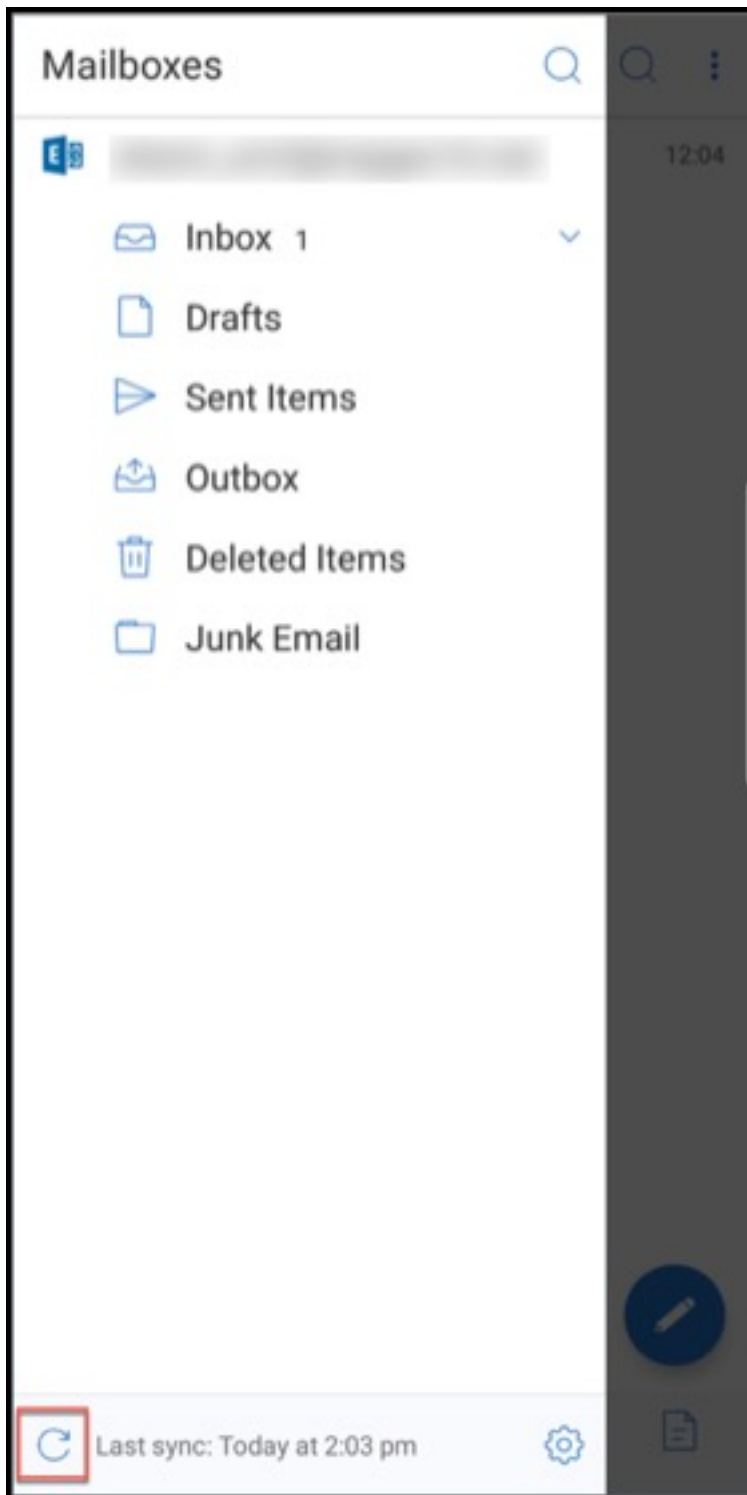 Mailboxes
12:04
E
Inbox 1
Drafts
Sent Items
Outbox
Deleted Items
Junk Email
Last sync: Today at 2:03 pm